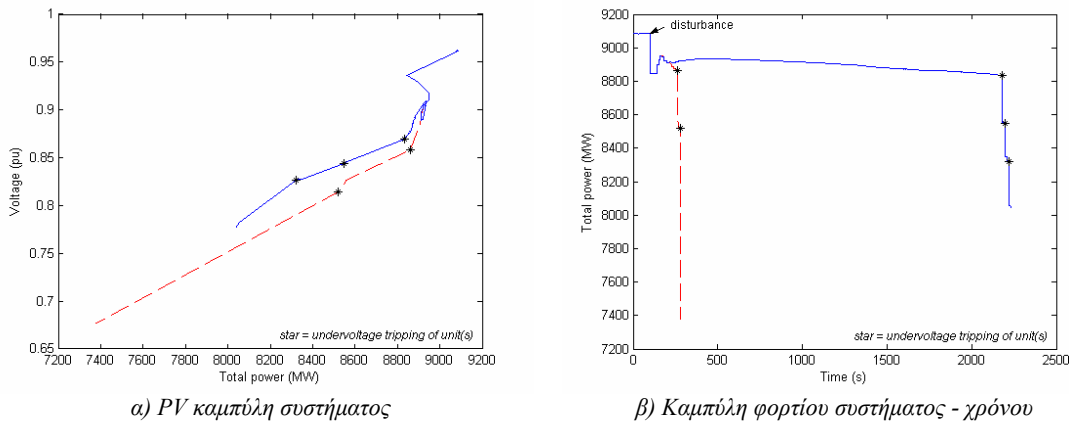 1
0.95
0.9
0.85
0.8
0.75
0.7
0.65
Voltage (pu)
7200 7400 7600 7800 8000 8200 8400 8600 8800 9000 9200
Total power (MW)
star = undervoltage tripping of unit(s)
α) PV καμπύλη συστήματος
9200
9000
8800
8600
8400
8200
8000
7800
7600
7400
7200
Total power (MW)
disturbance
0 500 1000 1500 2000 2500
Time (s)
star = undervoltage tripping of unit(s)
β) Καμπύλη φορτίου συστήματος - χρόνου